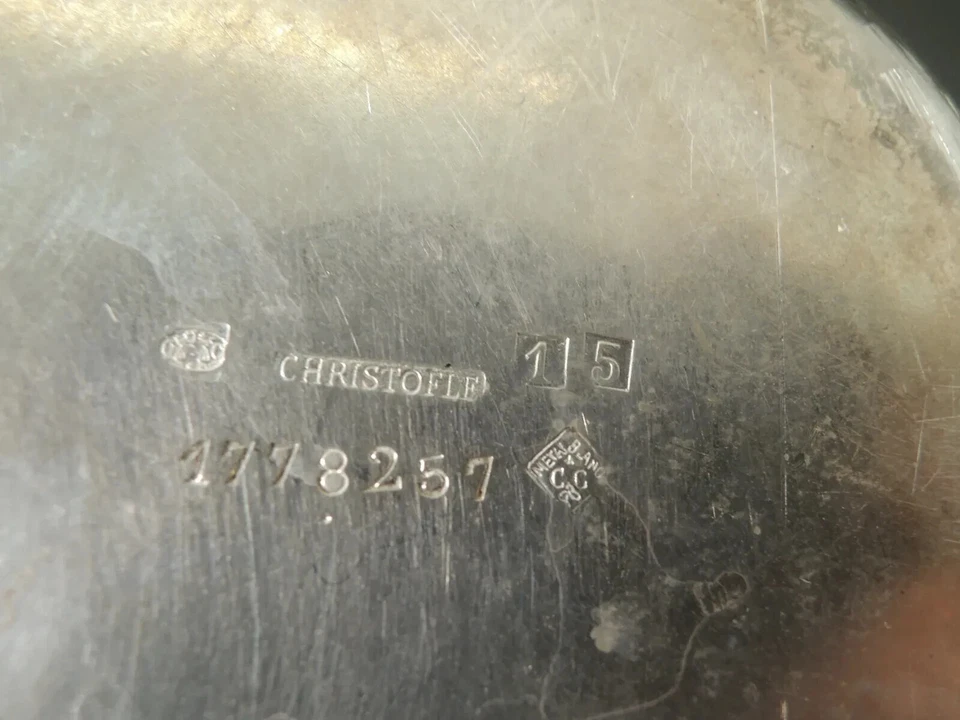 CHRISTOFLE 15
1778257
METAL BLANC
C C